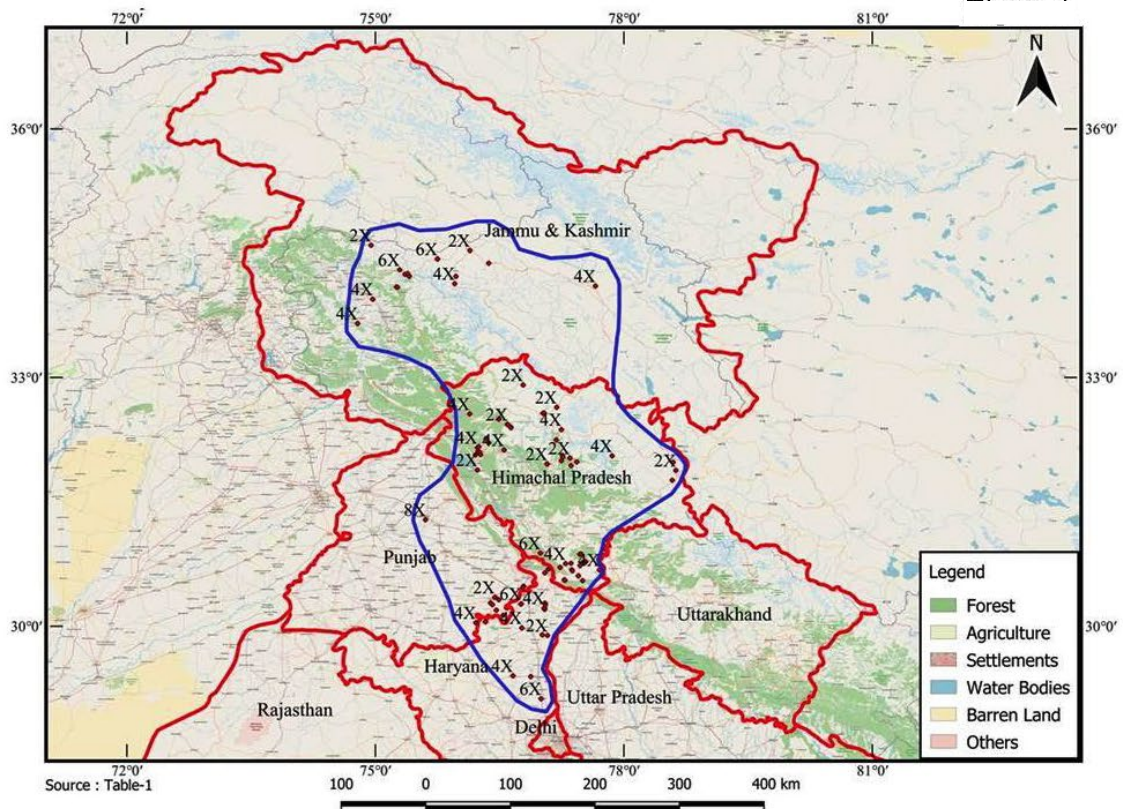 72°0' 75°0' 78°0' 81°0'
N
36°0' 36°0'
Jammu & Kashmir
2X
6X 2X
6X
4X 4X
4X
4X
33°0' 33°0'
2X
2X
4X 2X 4X
4X 4X 2X 4X
2X 2X 2X
Himachal Pradesh
8X
Punjab
6X
4X
2X 6X 4X
4X 2X
30°0' 30°0'
Uttarakhand
Haryana 4X
6X
Uttar Pradesh
Rajasthan
Delhi
Legend
Forest
Agriculture
Settlements
Water Bodies
Barren Land
Others
72°0' 75°0' 78°0' 81°0'
Source : Table-1
100 0 100 200 300 400 km